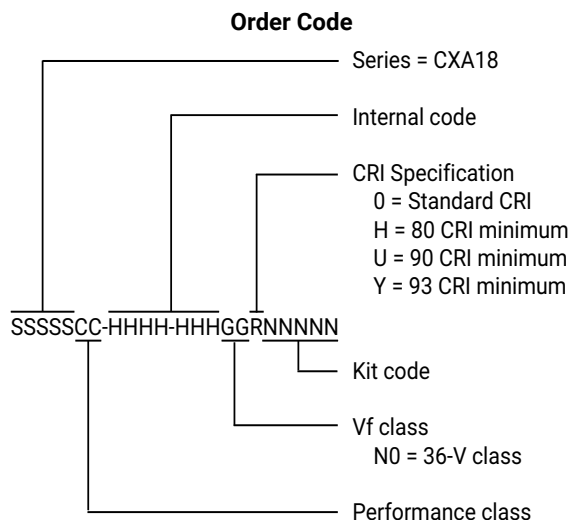 Order Code
Series = CXA18
Internal code
CRI Specification
0 = Standard CRI
H = 80 CRI minimum
U = 90 CRI minimum
Y = 93 CRI minimum
SSSSSCC-HHHH-HHHGGRNNNNN
Kit code
Vf class
N0 = 36-V class
Performance class